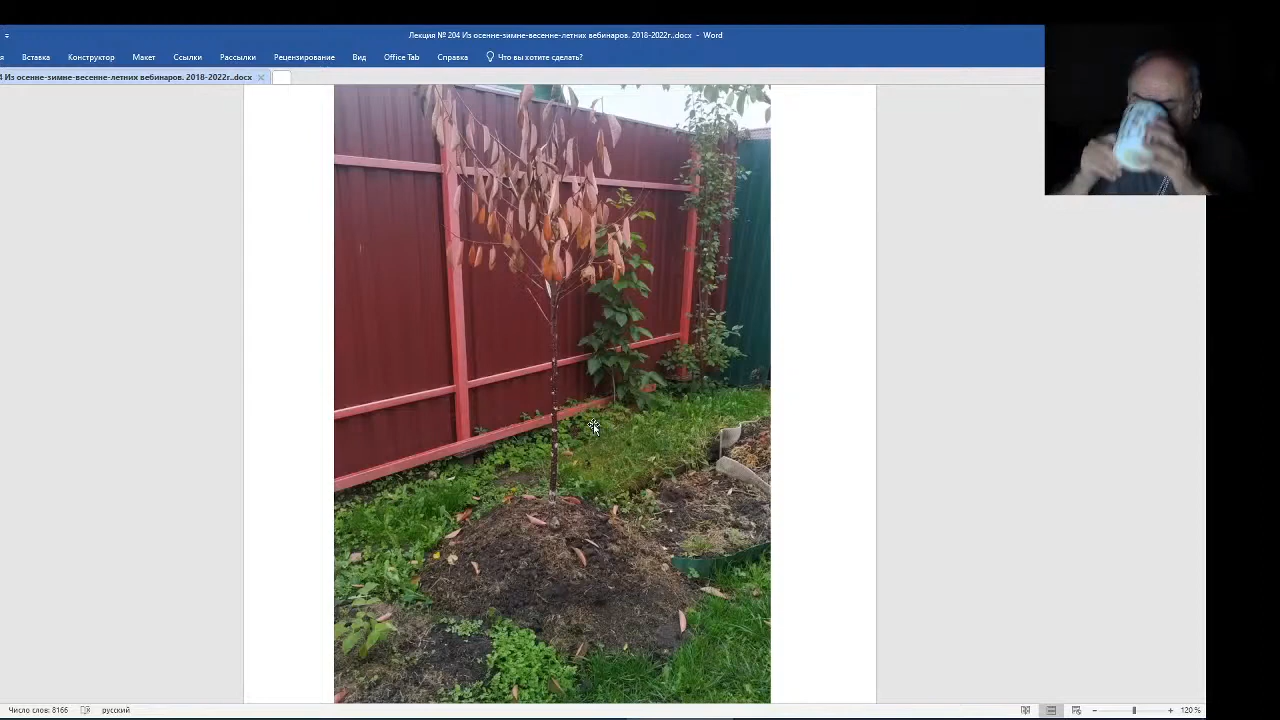 Лекция № 204 Из осенне-зимне-весенне-летних вебинаров. 2018-2022г..docx - Word
я Вставка Конструктор Макет Ссылки Рассылки Рецензирование Вид Office Tab Справка Что вы хотите сделать?
4 Из осенне-зимне-весенне-летних вебинаров. 2018-2022г..docx
Число слов: 8166 русский 120 %